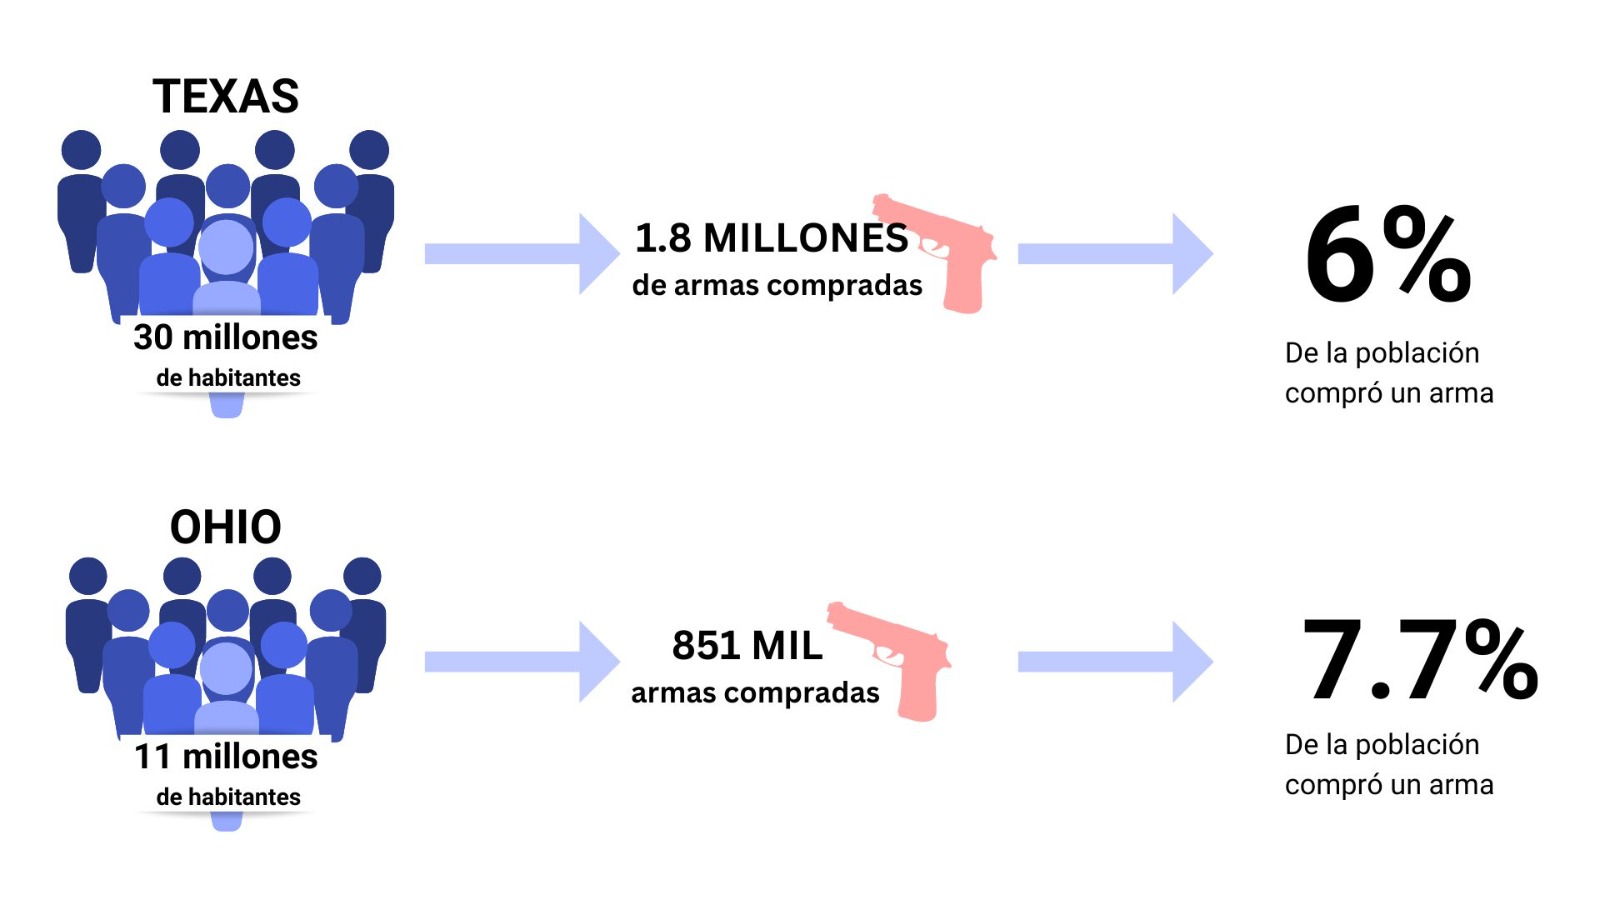 TEXAS
30 millones
de habitantes
1.8 MILLONES
de armas compradas
6%
De la población
compró un arma
OHIO
11 millones
de habitantes
851 MIL
armas compradas
7.7%
De la población
compró un arma